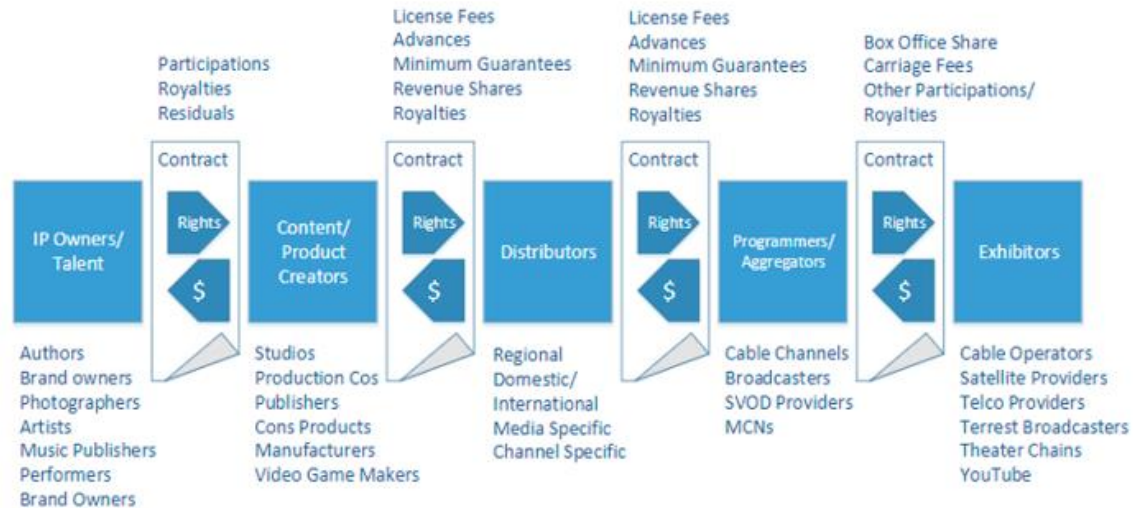 Participations
Royalties
Residuals
License Fees
Advances
Minimum Guarantees
Revenue Shares
Royalties
License Fees
Advances
Minimum Guarantees
Revenue Shares
Royalties
Box Office Share
Carriage Fees
Other Participations/
Royalties
Contract
Contract
Contract
Contract
IP Owners/
Talent
Rights
$
Content/
Product
Creators
Rights
$
Distributors
Rights
$
Programmers/
Aggregators
Rights
$
Exhibitors
Authors
Brand owners
Photographers
Artists
Music Publishers
Performers
Brand Owners
Studios
Production Cos
Publishers
Cons Products
Manufacturers
Video Game Makers
Regional
Domestic/
International
Media Specific
Channel Specific
Cable Channels
Broadcasters
SVOD Providers
MCNs
Cable Operators
Satellite Providers
Telco Providers
Terrest Broadcasters
Theater Chains
YouTube